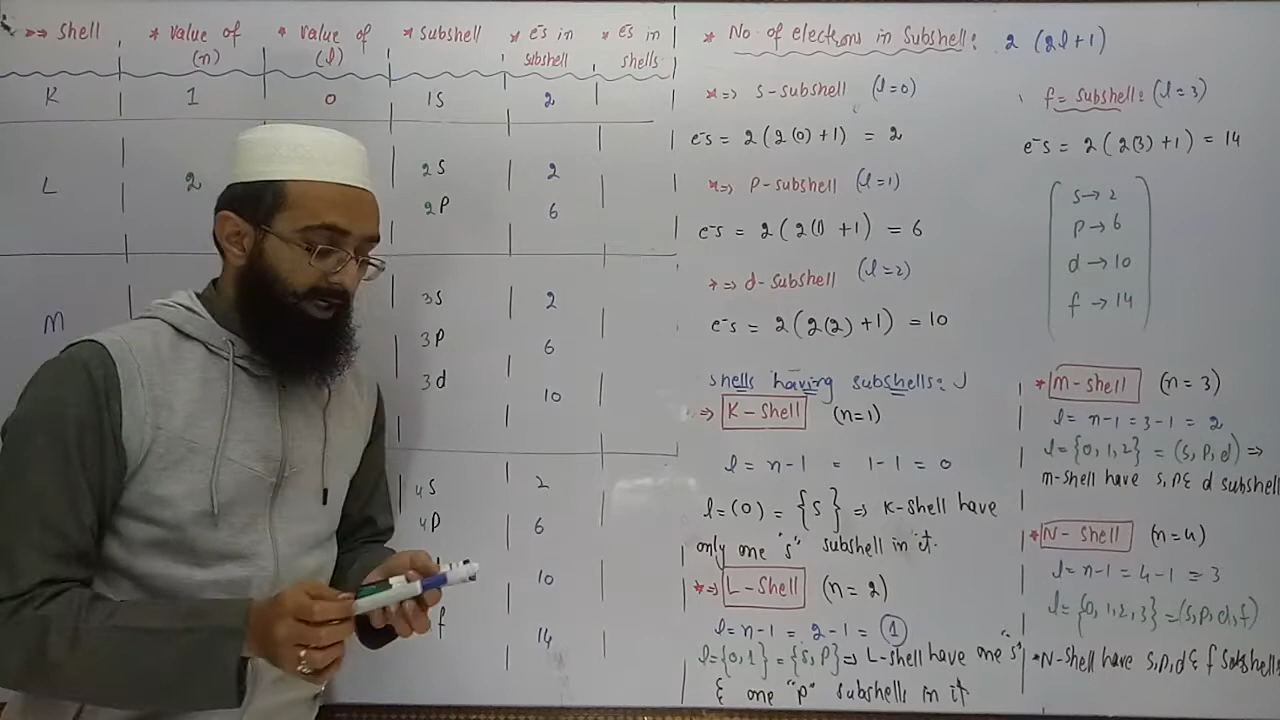 »» Shell * value of (n) * value of (l) * subshell * e⁻s in subshell * e⁻s in shells
K 1 0 1S 2
L 2 2S 2
2P 6
M 3S 2
3P 6
3d 10
4S 2
4P 6
10
f 14
* No of electrons in Subshell: 2 (2l+1)
*⇒ S-subshell (l=0)
e⁻s = 2(2(0)+1) = 2
*⇒ P-subshell (l=1)
e⁻s = 2(2(1)+1) = 6
*⇒ d-subshell (l=2)
e⁻s = 2(2(2)+1) = 10
f = subshell: (l=3)
e⁻s = 2(2(3)+1) = 14
S→2
P→6
d→10
f→14
shells having subshells:
⇒ K-Shell (n=1)
l = n-1 = 1-1 = 0
l=(0) = {S} ⇒ K-shell have
only one "s" subshell in it.
*⇒ L-Shell (n=2)
l=n-1 = 2-1 = 1
l={0,1} = {S,P} ⇒ L-shell have one "s"
& one "p" subshells in it
* M-shell (n=3)
l= n-1 = 3-1 = 2
l={0,1,2} = (S,P,d) ⇒
m-shell have s,p & d subshell
* N-Shell (n=4)
l= n-1 = 4-1 = 3
l={0,1,2,3} = (S,P,d,f)
*N-Shell have s,p,d & f subshells